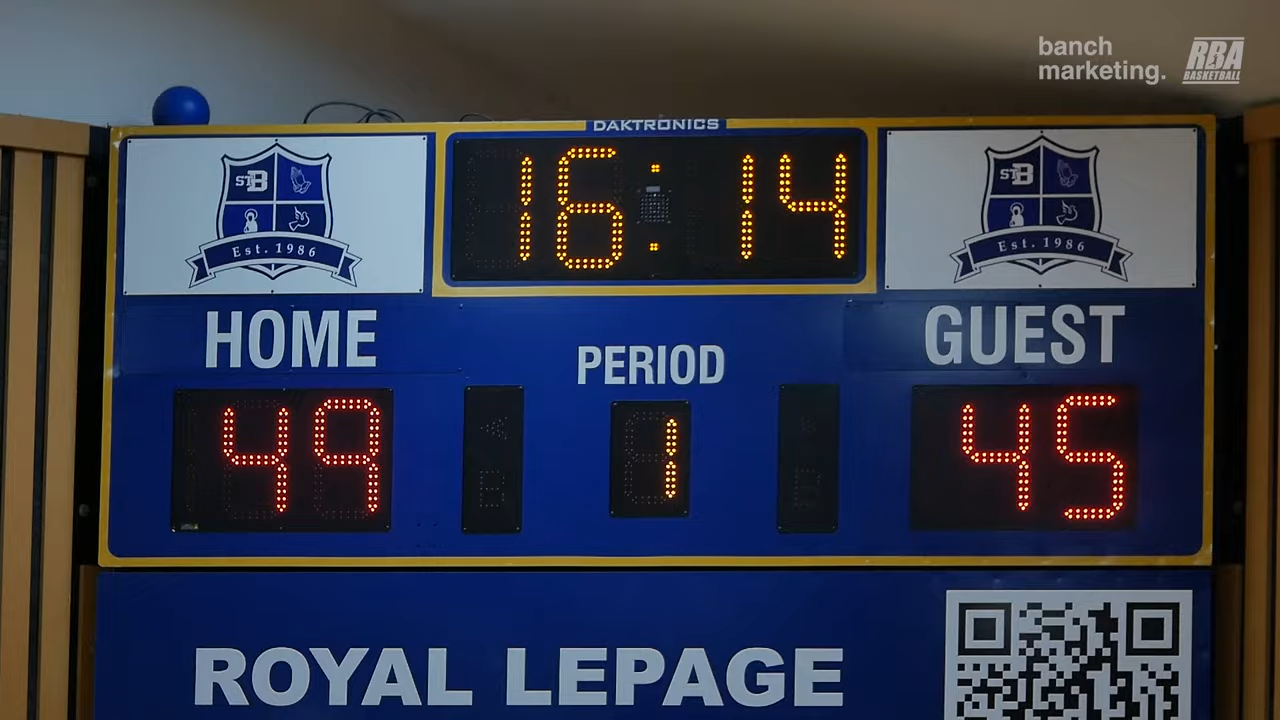 banch
marketing.
RBA
BASKETBALL
DAKTRONICS
STB
Est. 1986
16:14
STB
Est. 1986
HOME
PERIOD
GUEST
49
1
45
ROYAL LEPAGE